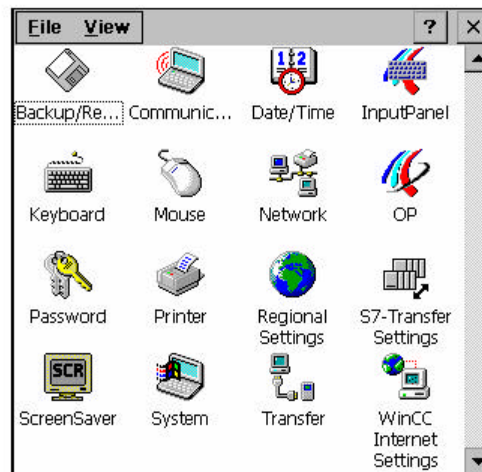 File View ? ×
Backup/Re... Communic... Date/Time InputPanel
Keyboard Mouse Network OP
Password Printer Regional Settings S7-Transfer Settings
SCR
ScreenSaver System Transfer WinCC Internet Settings